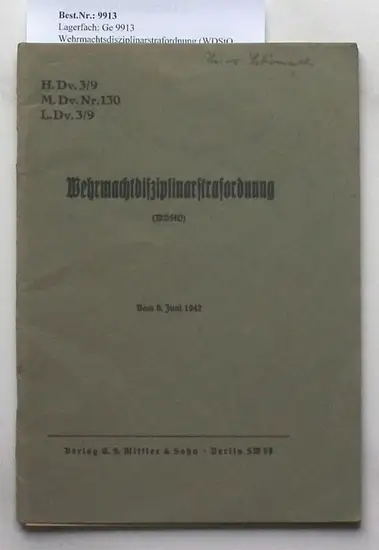 Best.Nr.: 9913
Lagerfach: Ge 9913
Wehrmachtsdisziplinarstrafordnung (WDStO
H. Dv. 3/9
M. Dv. Nr. 130
L. Dv. 3/9
Wehrmachtdisziplinarstrafordnung
(WDStO)
Vom 6. Juni 1942
Verlag E. S. Mittler & Sohn · Berlin SW 68